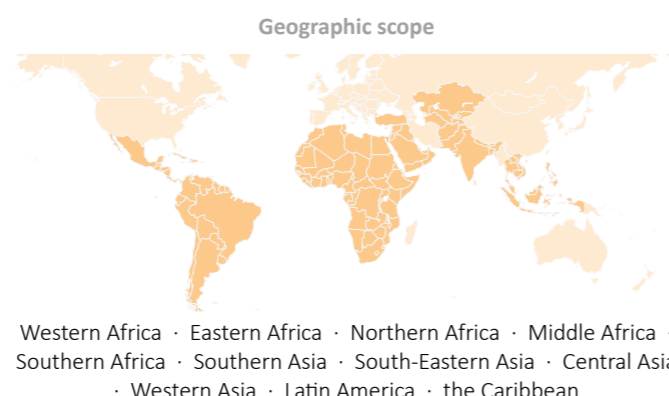 Geographic scope
Western Africa · Eastern Africa · Northern Africa · Middle Africa ·
Southern Africa · Southern Asia · South-Eastern Asia · Central Asia
· Western Asia · Latin America · the Caribbean